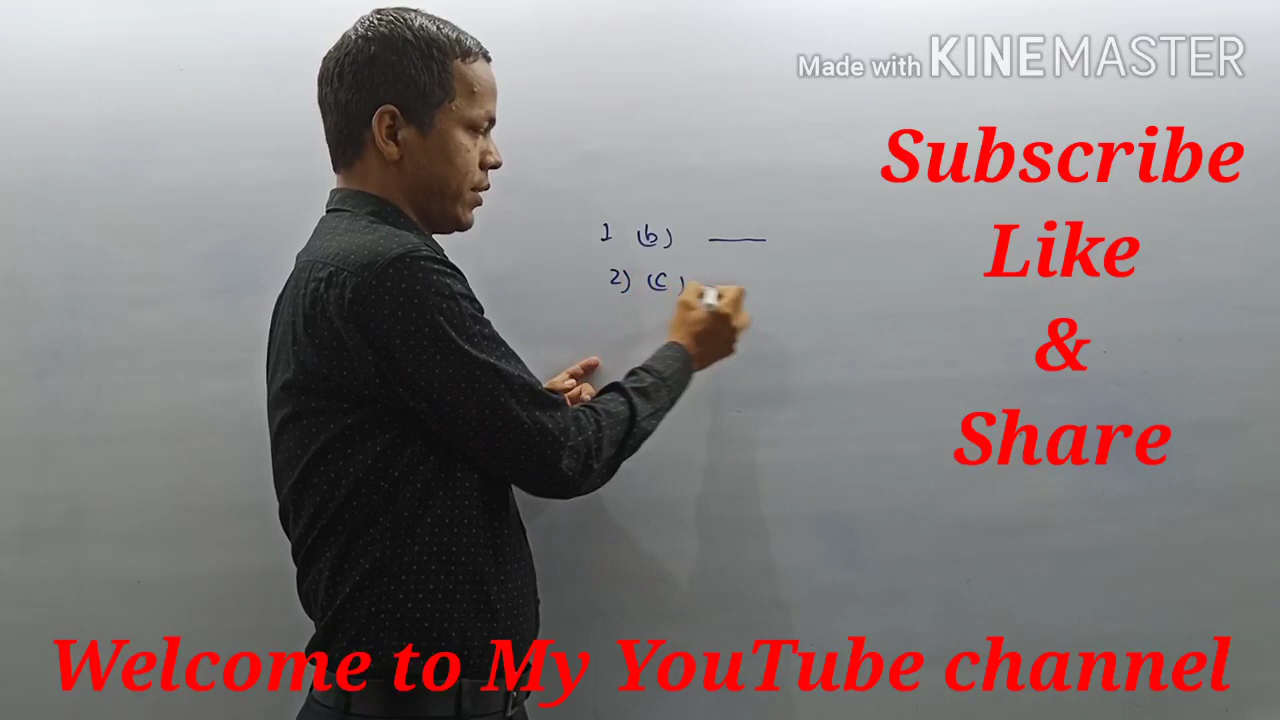 Made with KINEMASTER
Subscribe
Like
&
Share
1 (b)
2) (c)
Welcome to My YouTube channel